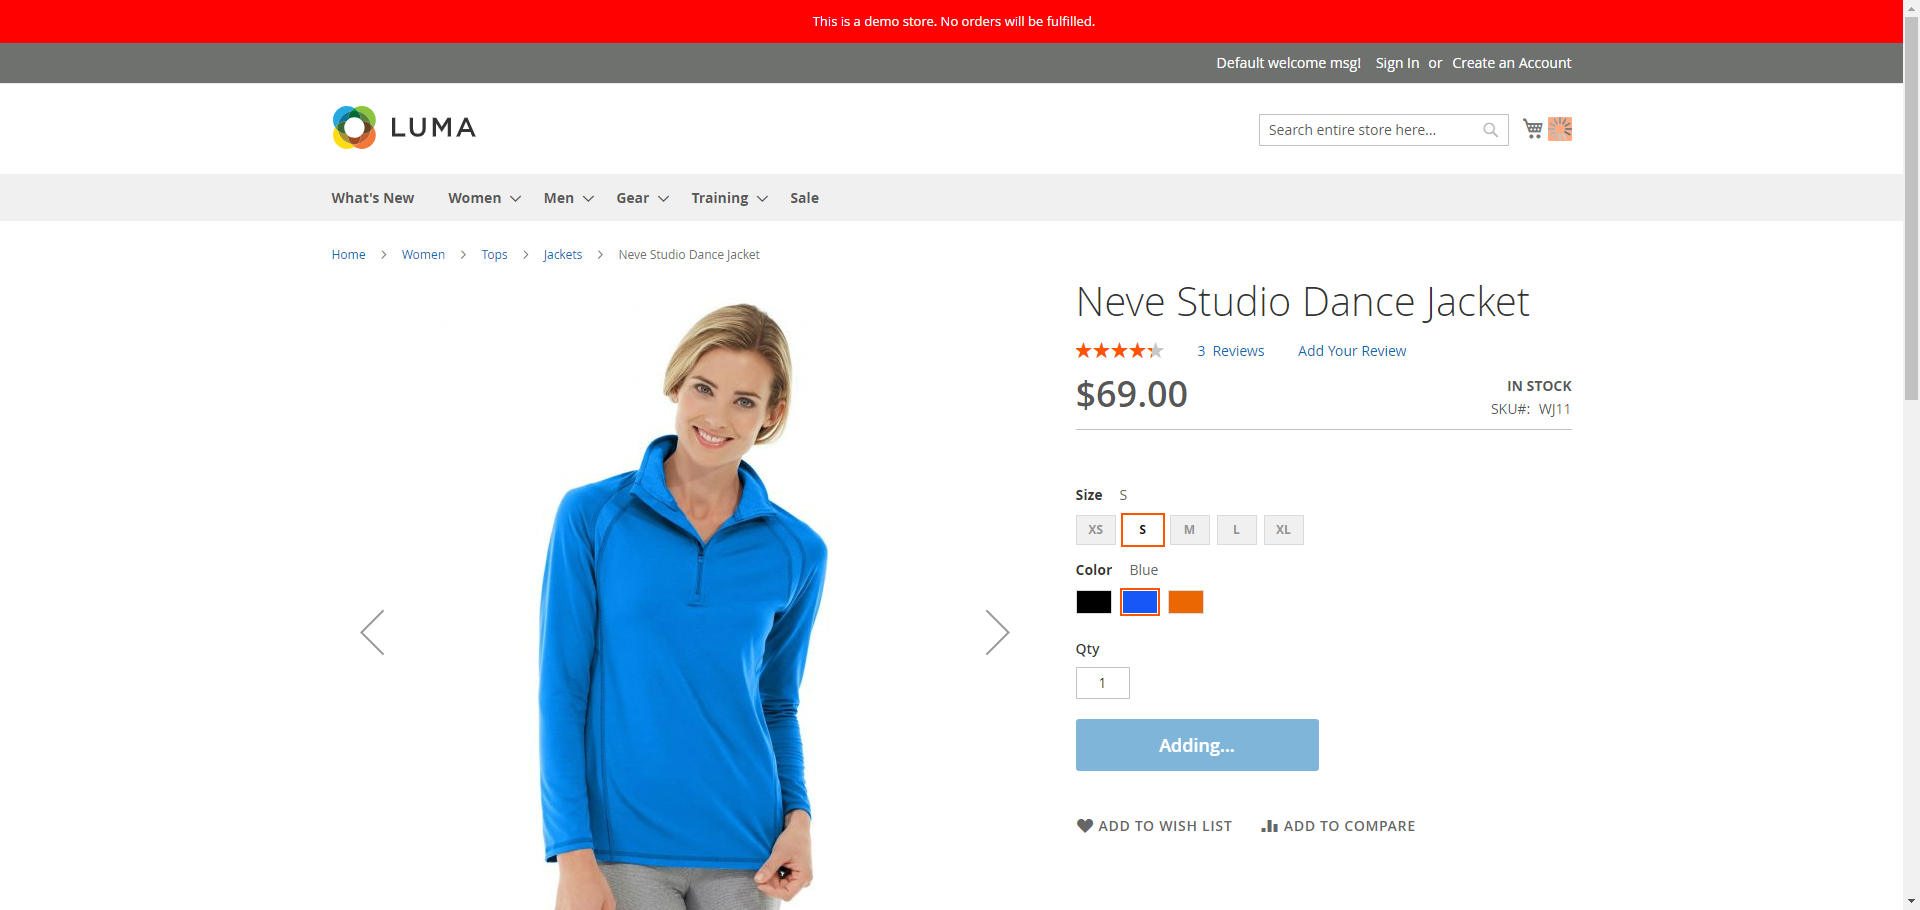 This is a demo store. No orders will be fulfilled.
Default welcome msg! Sign In or Create an Account
LUMA
Search entire store here...
What's New Women Men Gear Training Sale
Home Women Tops Jackets Neve Studio Dance Jacket
Neve Studio Dance Jacket
3 Reviews Add Your Review
$69.00
IN STOCK
SKU#: WJ11
Size S
XS S M L XL
Color Blue
Qty
1
Adding...
ADD TO WISH LIST ADD TO COMPARE